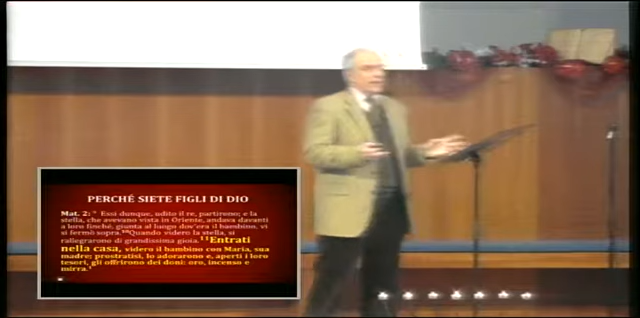 PERCHÉ SIETE FIGLI DI DIO
Mat. 2: 9 Essi dunque, udito il re, partirono; e la
stella, che avevano vista in Oriente, andava davanti
a loro finché, giunta al luogo dov'era il bambino, vi
si fermò sopra. 10Quando videro la stella, si
rallegrarono di grandissima gioia. 11Entrati
nella casa, videro il bambino con Maria, sua
madre; prostratisi, lo adorarono e, aperti i loro
tesori, gli offrirono dei doni: oro, incenso e
mirra.